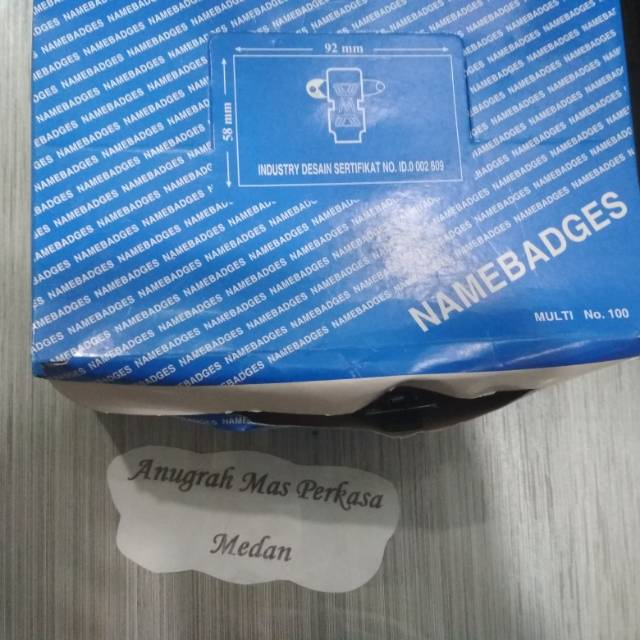 92 mm
58 mm
INDUSTRY DESAIN SERTIFIKAT NO. ID.0 002 609
NAMEBADGES
MULTI No. 100
Anugrah Mas Perkasa
Medan